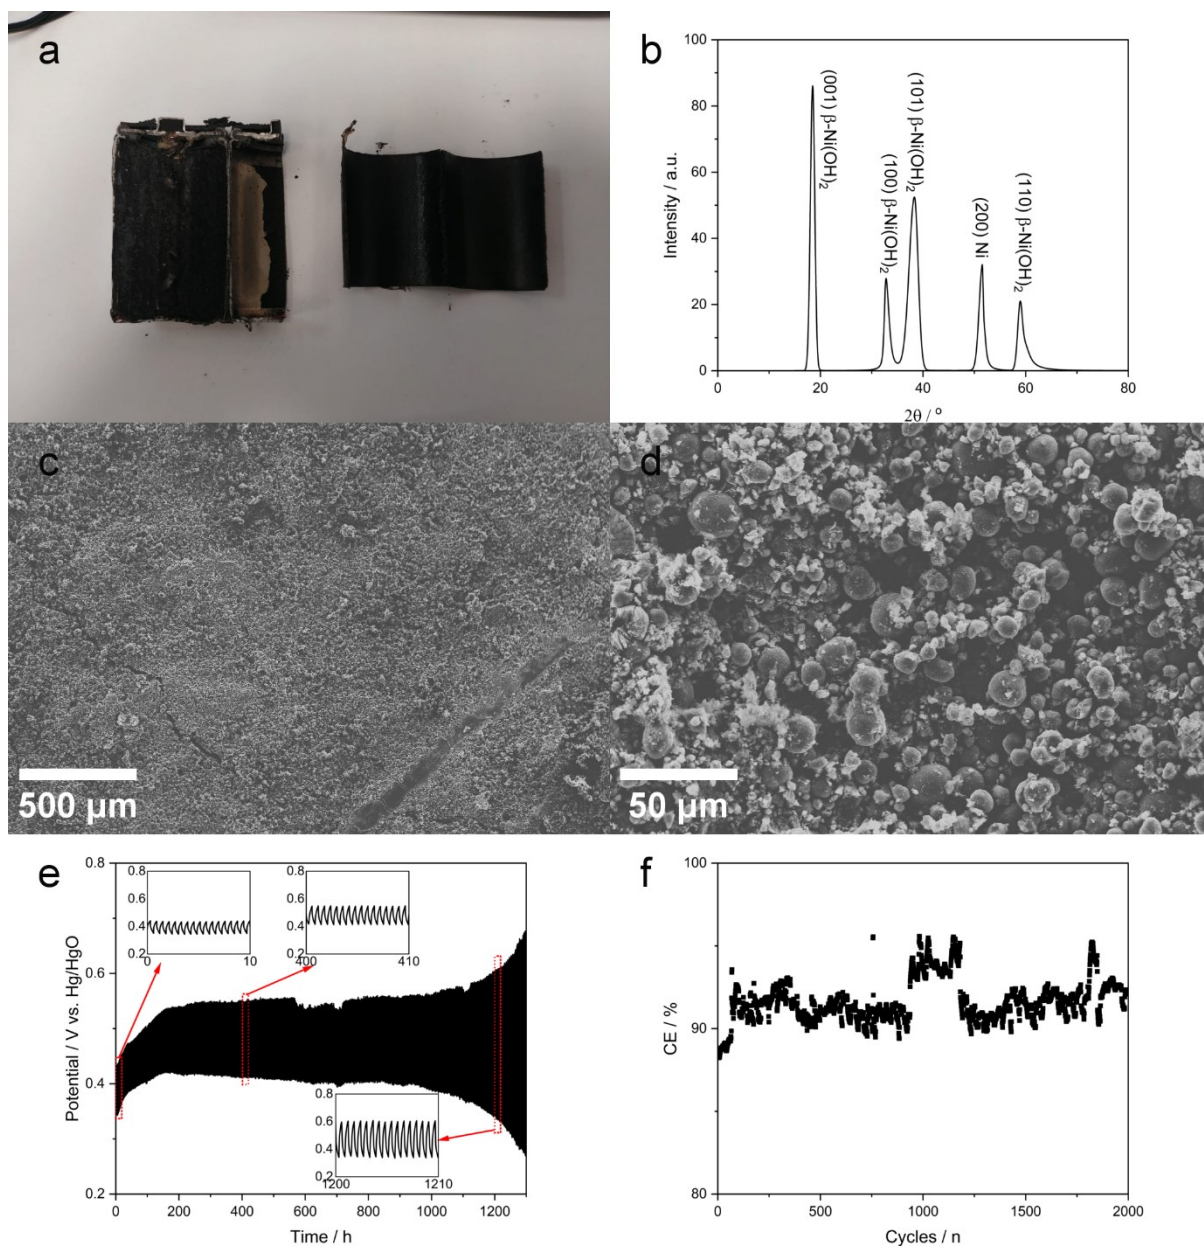 a
b
Intensity / a.u.
100
80
60
40
20
0
(001) β-Ni(OH)2
(100) β-Ni(OH)2
(101) β-Ni(OH)2
(200) Ni
(110) β-Ni(OH)2
0 20 40 60 80
2θ / o
c
500 μm
d
50 μm
e
Potential / V vs. Hg/HgO
0.8
0.6
0.4
0.2
0.8
0.6
0.4
0.2
0 10
0.8
0.6
0.4
0.2
400 410
0.8
0.6
0.4
0.2
1200 1210
0 200 400 600 800 1000 1200
Time / h
f
CE / %
100
95
90
85
80
0 500 1000 1500 2000
Cycles / n